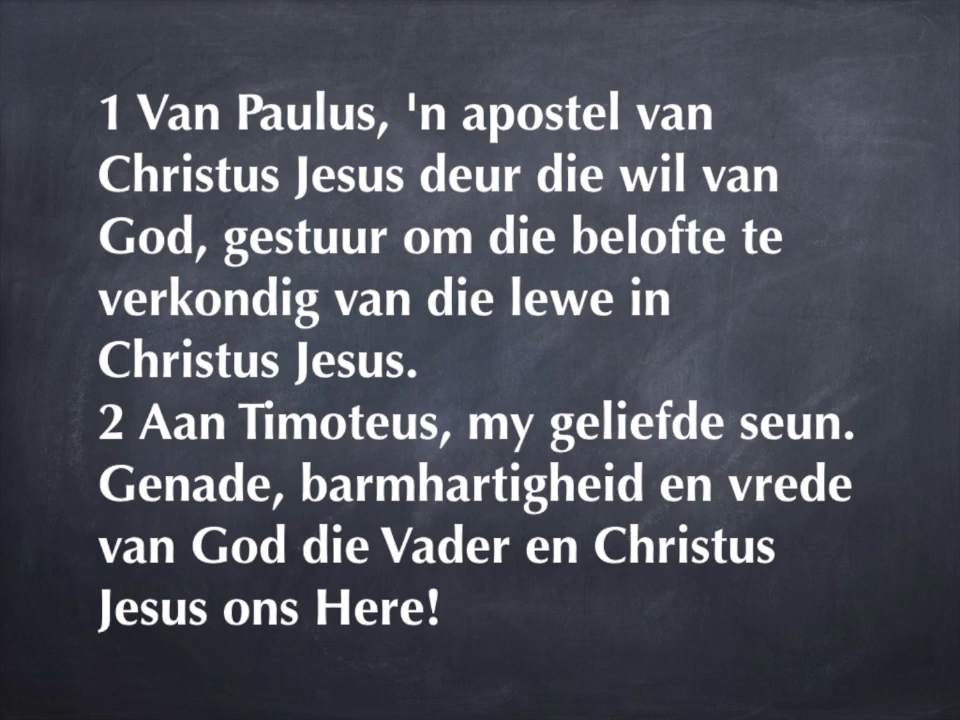 1 Van Paulus, 'n apostel van
Christus Jesus deur die wil van
God, gestuur om die belofte te
verkondig van die lewe in
Christus Jesus.
2 Aan Timoteus, my geliefde seun.
Genade, barmhartigheid en vrede
van God die Vader en Christus
Jesus ons Here!